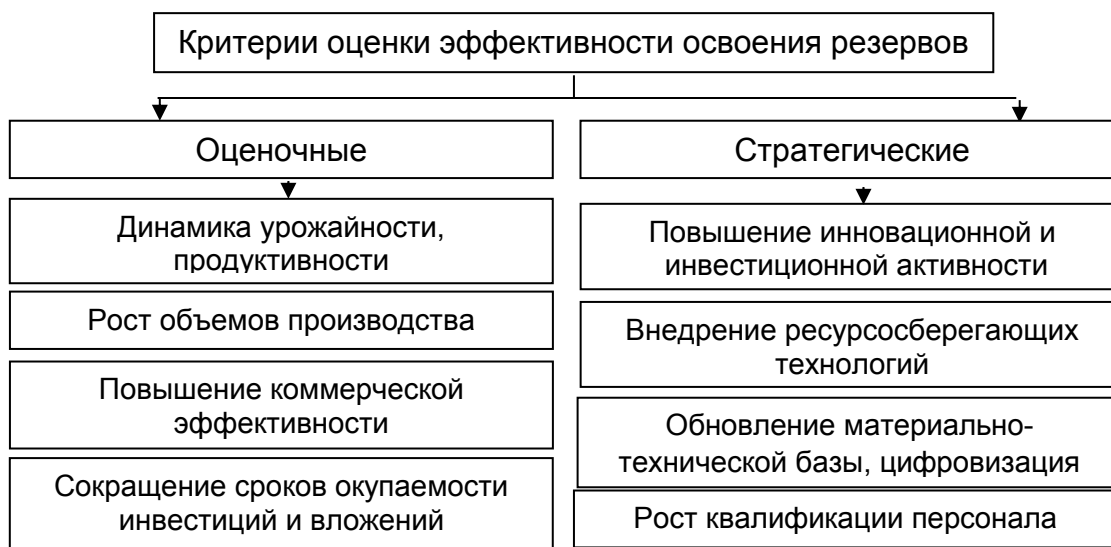 Критерии оценки эффективности освоения резервов
Оценочные
Динамика урожайности,
продуктивности
Рост объемов производства
Повышение коммерческой
эффективности
Сокращение сроков окупаемости
инвестиций и вложений
Стратегические
Повышение инновационной и
инвестиционной активности
Внедрение ресурсосберегающих
технологий
Обновление материально-
технической базы, цифровизация
Рост квалификации персонала